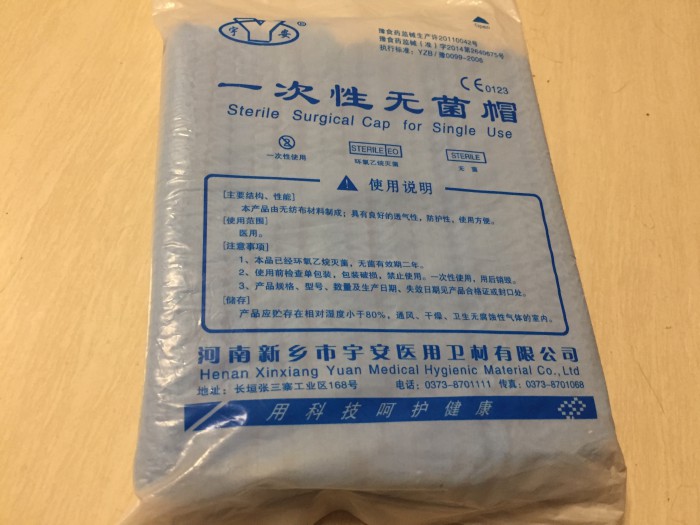 宇安
Open
豫食药监械生产许20110042号
豫食药监械(准)字2014第2640675号
执行标准:YZB/豫0099-2006
CE0123
一次性无菌帽
Sterile Surgical Cap for Single Use
2
STERILE EO
STERILE
一次性使用
环氧乙烷灭菌
无菌
使用说明
[主要结构、性能]
本产品由无纺布材料制成;具有良好的透气性,防护性,使用方便。
[使用范围]
医用。
[注意事项]
1、本品已经环氧乙烷灭菌,无菌有效期二年。
2、使用前检查单包装,包装破损,禁止使用。一次性使用,用后销毁。
3、产品规格、型号、数量及生产日期、失效日期见产品合格证或封口处。
[储存]
产品应贮存在相对湿度小于80%,通风、干燥、卫生无腐蚀性气体的室内。
河南新乡市宇安医用卫材有限公司
Henan Xinxiang Yuan Medical Hygienic Material Co.,Ltd
地址:长垣张三寨工业区168号 电话:0373-8701111 传真:0373-8701068
用科技呵护健康